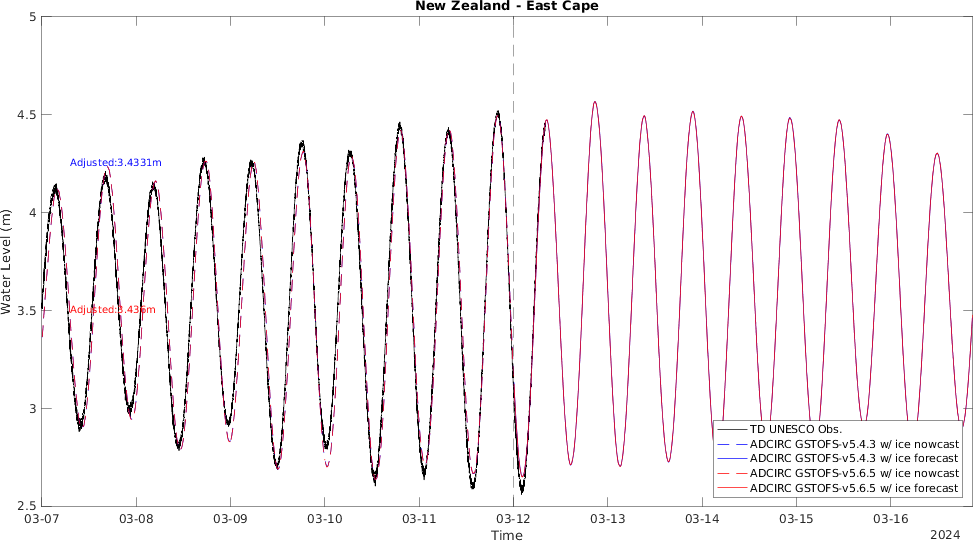 New Zealand - East Cape
5
4.5
4
3.5
3
2.5
Water Level (m)
Adjusted:3.4331m
Adjusted:3.436m
TD UNESCO Obs.
ADCIRC GSTOFS-v5.4.3 w/ ice nowcast
ADCIRC GSTOFS-v5.4.3 w/ ice forecast
ADCIRC GSTOFS-v5.6.5 w/ ice nowcast
ADCIRC GSTOFS-v5.6.5 w/ ice forecast
03-07 03-08 03-09 03-10 03-11 03-12 03-13 03-14 03-15 03-16
Time
2024